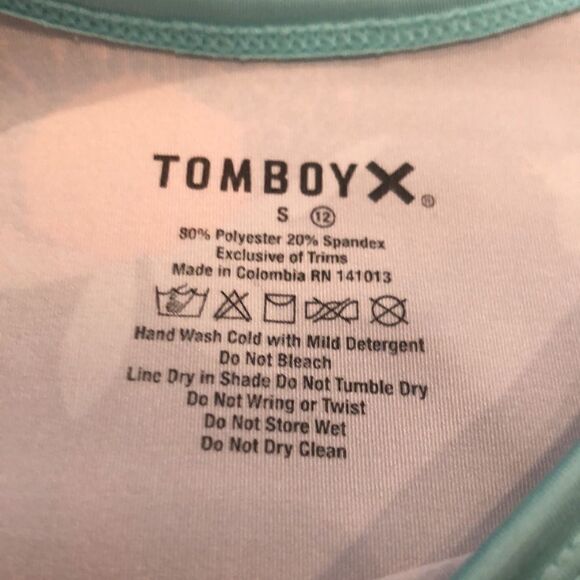 TOMBOYX®
S 12
80% Polyester 20% Spandex
Exclusive of Trims
Made in Colombia RN 141013
Hand Wash Cold with Mild Detergent
Do Not Bleach
Line Dry in Shade Do Not Tumble Dry
Do Not Wring or Twist
Do Not Store Wet
Do Not Dry Clean